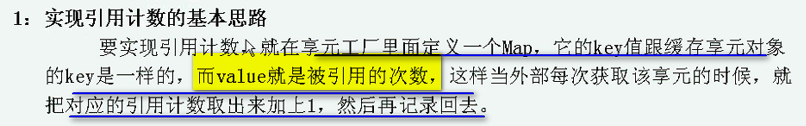 1：实现引用计数的基本思路
要实现引用计数，就在享元工厂里面定义一个Map，它的key值跟缓存享元对象
的key是一样的，而value就是被引用的次数，这样当外部每次获取该享元的时候，就
把对应的引用计数取出来加上1，然后再记录回去。